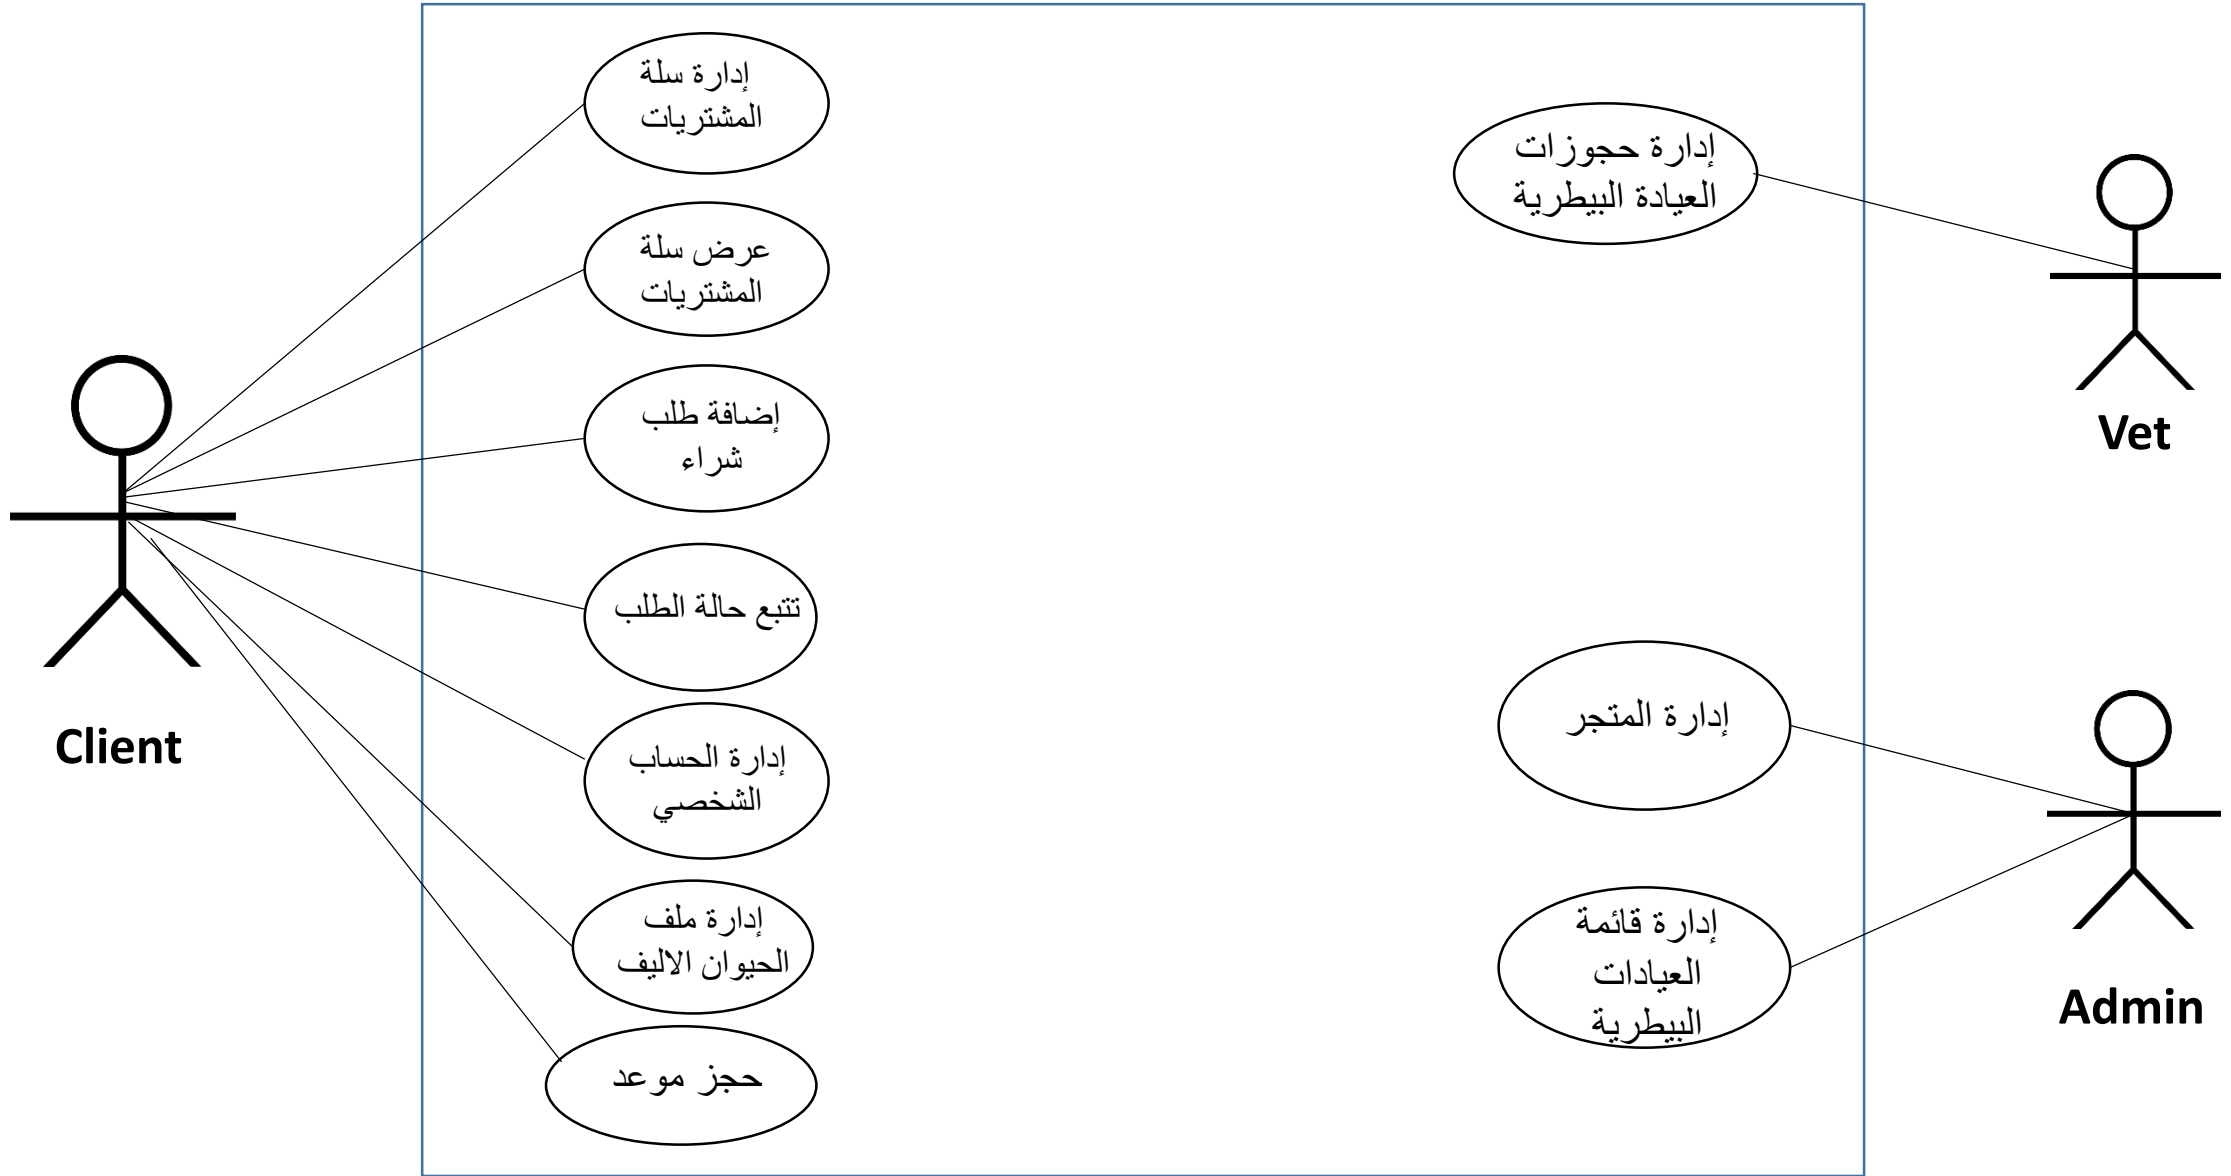 إدارة سلة
المشتريات
عرض سلة
المشتريات
إضافة طلب
شراء
تتبع حالة الطلب
إدارة الحساب
الشخصي
إدارة ملف
الحيوان الاليف
حجز موعد
Client
إدارة حجوزات
العيادة البيطرية
Vet
إدارة المتجر
إدارة قائمة
العيادات
البيطرية
Admin